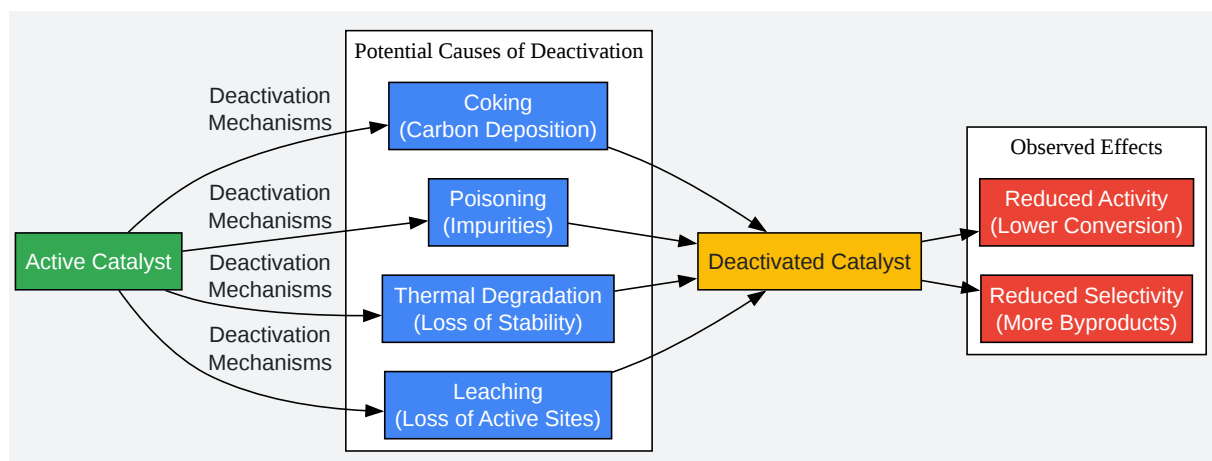 Potential Causes of Deactivation
Deactivation
Mechanisms
Coking
(Carbon Deposition)
Deactivation
Mechanisms
Poisoning
(Impurities)
Active Catalyst
Deactivation
Mechanisms
Thermal Degradation
(Loss of Stability)
Deactivation
Mechanisms
Leaching
(Loss of Active Sites)
Deactivated Catalyst
Observed Effects
Reduced Activity
(Lower Conversion)
Reduced Selectivity
(More Byproducts)